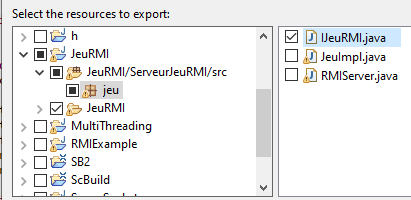 Select the resources to export:
h
JeuRMI
JeuRMI/ServeurJeuRMI/src
jeu
JeuRMI
MultiThreading
RMIExample
SB2
ScBuild
IJeuRMI.java
JeuImpl.java
RMIServer.java